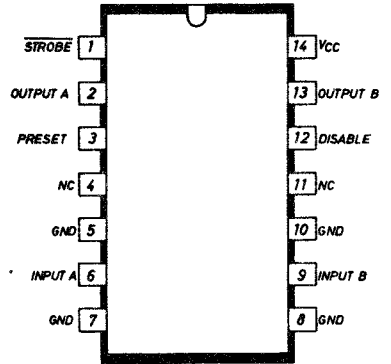 STROBE 1 14 VCC
OUTPUT A 2 13 OUTPUT B
PRESET 3 12 DISABLE
NC 4 11 NC
GND 5 10 GND
INPUT A 6 9 INPUT B
GND 7 8 GND